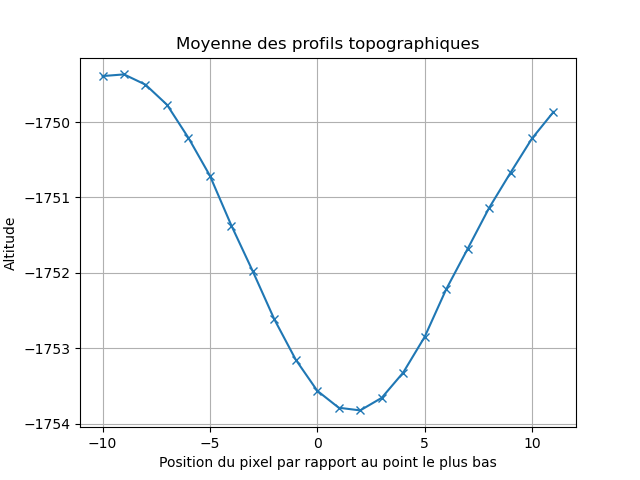 Moyenne des profils topographiques
Altitude
−1750
−1751
−1752
−1753
−1754
−10 −5 0 5 10
Position du pixel par rapport au point le plus bas